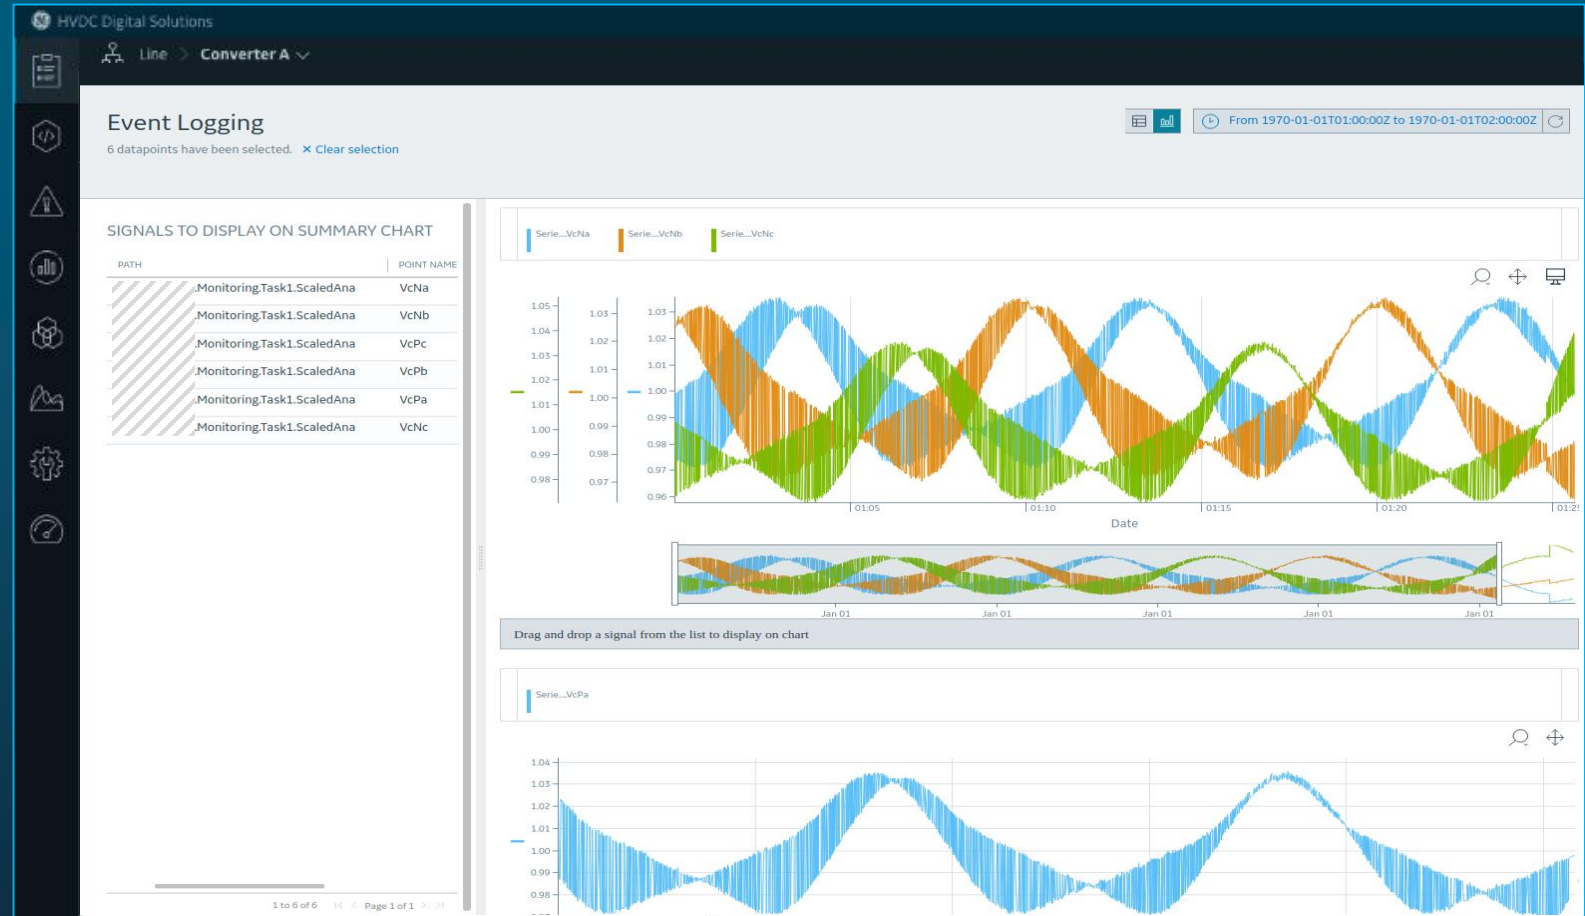 HVDC Digital Solutions
Line > Converter A
Event Logging
6 datapoints have been selected. × Clear selection
From 1970-01-01T01:00:00Z to 1970-01-01T02:00:00Z
SIGNALS TO DISPLAY ON SUMMARY CHART
PATH POINT NAME
.Monitoring.Task1.ScaledAna VcNa
.Monitoring.Task1.ScaledAna VcNb
.Monitoring.Task1.ScaledAna VcPc
.Monitoring.Task1.ScaledAna VcPb
.Monitoring.Task1.ScaledAna VcPa
.Monitoring.Task1.ScaledAna VcNc
1 to 6 of 6 Page 1 of 1
Serie...VcNa Serie...VcNb Serie...VcNc
1.05
1.04
1.03
1.02
1.01
1.00
0.99
0.98
1.03
1.02
1.01
1.00
0.99
0.98
0.97
1.03
1.02
1.01
1.00
0.99
0.98
0.97
0.96
01:05 01:10 01:15 01:20
Date
Jan 01 Jan 01 Jan 01 Jan 01 Jan 01
Drag and drop a signal from the list to display on chart
Serie...VcPa
1.04
1.03
1.02
1.01
1.00
0.99
0.98